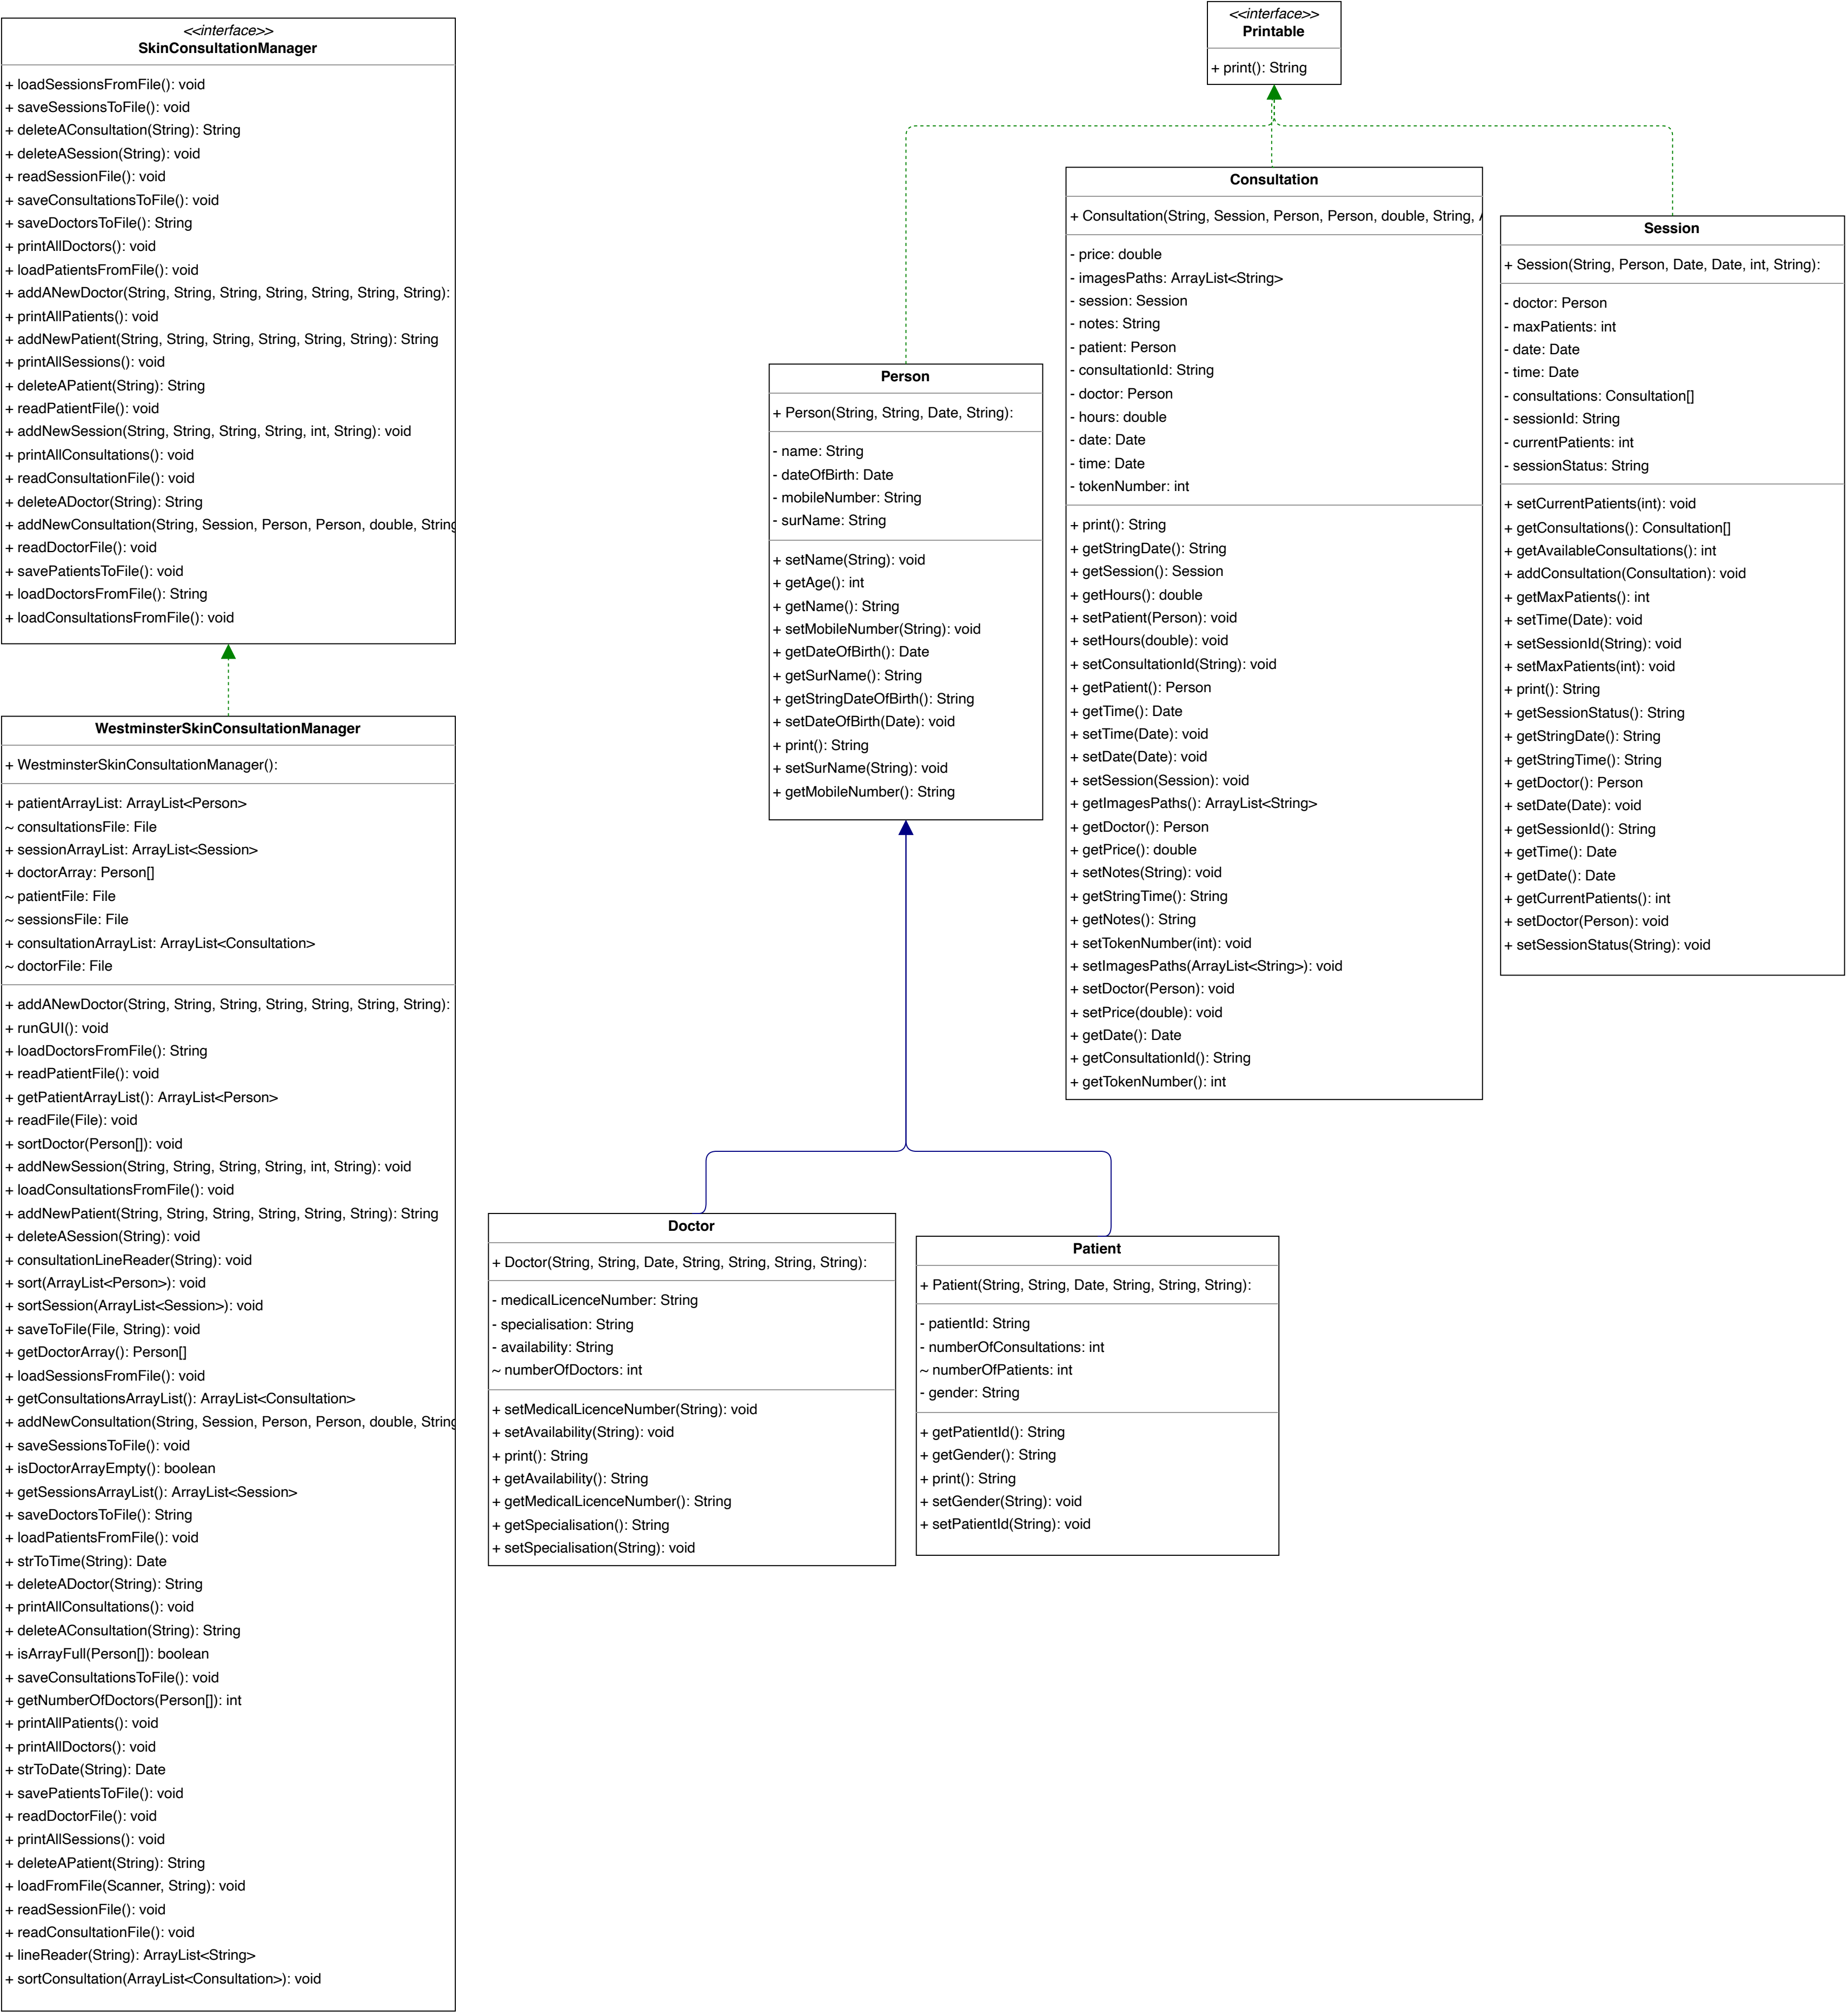 <<interface>>
SkinConsultationManager
+ loadSessionsFromFile(): void
+ saveSessionsToFile(): void
+ deleteAConsultation(String): String
+ deleteASession(String): void
+ readSessionFile(): void
+ saveConsultationsToFile(): void
+ saveDoctorsToFile(): String
+ printAllDoctors(): void
+ loadPatientsFromFile(): void
+ addANewDoctor(String, String, String, String, String, String, String):
+ printAllPatients(): void
+ addNewPatient(String, String, String, String, String, String): String
+ printAllSessions(): void
+ deleteAPatient(String): String
+ readPatientFile(): void
+ addNewSession(String, String, String, String, int, String): void
+ printAllConsultations(): void
+ readConsultationFile(): void
+ deleteADoctor(String): String
+ addNewConsultation(String, Session, Person, Person, double, String
+ readDoctorFile(): void
+ savePatientsToFile(): void
+ loadDoctorsFromFile(): String
+ loadConsultationsFromFile(): void
WestminsterSkinConsultationManager
+ WestminsterSkinConsultationManager():
+ patientArrayList: ArrayList<Person>
~ consultationsFile: File
+ sessionArrayList: ArrayList<Session>
+ doctorArray: Person[]
~ patientFile: File
~ sessionsFile: File
+ consultationArrayList: ArrayList<Consultation>
~ doctorFile: File
+ addANewDoctor(String, String, String, String, String, String, String):
+ runGUI(): void
+ loadDoctorsFromFile(): String
+ readPatientFile(): void
+ getPatientArrayList(): ArrayList<Person>
+ readFile(File): void
+ sortDoctor(Person[]): void
+ addNewSession(String, String, String, String, int, String): void
+ loadConsultationsFromFile(): void
+ addNewPatient(String, String, String, String, String, String): String
+ deleteASession(String): void
+ consultationLineReader(String): void
+ sort(ArrayList<Person>): void
+ sortSession(ArrayList<Session>): void
+ saveToFile(File, String): void
+ getDoctorArray(): Person[]
+ loadSessionsFromFile(): void
+ getConsultationsArrayList(): ArrayList<Consultation>
+ addNewConsultation(String, Session, Person, Person, double, String
+ saveSessionsToFile(): void
+ isDoctorArrayEmpty(): boolean
+ getSessionsArrayList(): ArrayList<Session>
+ saveDoctorsToFile(): String
+ loadPatientsFromFile(): void
+ strToTime(String): Date
+ deleteADoctor(String): String
+ printAllConsultations(): void
+ deleteAConsultation(String): String
+ isArrayFull(Person[]): boolean
+ saveConsultationsToFile(): void
+ getNumberOfDoctors(Person[]): int
+ printAllPatients(): void
+ printAllDoctors(): void
+ strToDate(String): Date
+ savePatientsToFile(): void
+ readDoctorFile(): void
+ printAllSessions(): void
+ deleteAPatient(String): String
+ loadFromFile(Scanner, String): void
+ readSessionFile(): void
+ readConsultationFile(): void
+ lineReader(String): ArrayList<String>
+ sortConsultation(ArrayList<Consultation>): void
<<interface>>
Printable
+ print(): String
Person
+ Person(String, String, Date, String):
- name: String
- dateOfBirth: Date
- mobileNumber: String
- surName: String
+ setName(String): void
+ getAge(): int
+ getName(): String
+ setMobileNumber(String): void
+ getDateOfBirth(): Date
+ getSurName(): String
+ getStringDateOfBirth(): String
+ setDateOfBirth(Date): void
+ print(): String
+ setSurName(String): void
+ getMobileNumber(): String
Consultation
+ Consultation(String, Session, Person, Person, double, String,
- price: double
- imagesPaths: ArrayList<String>
- session: Session
- notes: String
- patient: Person
- consultationId: String
- doctor: Person
- hours: double
- date: Date
- time: Date
- tokenNumber: int
+ print(): String
+ getStringDate(): String
+ getSession(): Session
+ getHours(): double
+ setPatient(Person): void
+ setHours(double): void
+ setConsultationId(String): void
+ getPatient(): Person
+ getTime(): Date
+ setTime(Date): void
+ setDate(Date): void
+ setSession(Session): void
+ getImagesPaths(): ArrayList<String>
+ getDoctor(): Person
+ getPrice(): double
+ setNotes(String): void
+ getStringTime(): String
+ getNotes(): String
+ setTokenNumber(int): void
+ setImagesPaths(ArrayList<String>): void
+ setDoctor(Person): void
+ setPrice(double): void
+ getDate(): Date
+ getConsultationId(): String
+ getTokenNumber(): int
Session
+ Session(String, Person, Date, Date, int, String):
- doctor: Person
- maxPatients: int
- date: Date
- time: Date
- consultations: Consultation[]
- sessionId: String
- currentPatients: int
- sessionStatus: String
+ setCurrentPatients(int): void
+ getConsultations(): Consultation[]
+ getAvailableConsultations(): int
+ addConsultation(Consultation): void
+ getMaxPatients(): int
+ setTime(Date): void
+ setSessionId(String): void
+ setMaxPatients(int): void
+ print(): String
+ getSessionStatus(): String
+ getStringDate(): String
+ getStringTime(): String
+ getDoctor(): Person
+ setDate(Date): void
+ getSessionId(): String
+ getTime(): Date
+ getDate(): Date
+ getCurrentPatients(): int
+ setDoctor(Person): void
+ setSessionStatus(String): void
Doctor
+ Doctor(String, String, Date, String, String, String, String):
- medicalLicenceNumber: String
- specialisation: String
- availability: String
~ numberOfDoctors: int
+ setMedicalLicenceNumber(String): void
+ setAvailability(String): void
+ print(): String
+ getAvailability(): String
+ getMedicalLicenceNumber(): String
+ getSpecialisation(): String
+ setSpecialisation(String): void
Patient
+ Patient(String, String, Date, String, String, String):
- patientId: String
- numberOfConsultations: int
~ numberOfPatients: int
- gender: String
+ getPatientId(): String
+ getGender(): String
+ print(): String
+ setGender(String): void
+ setPatientId(String): void